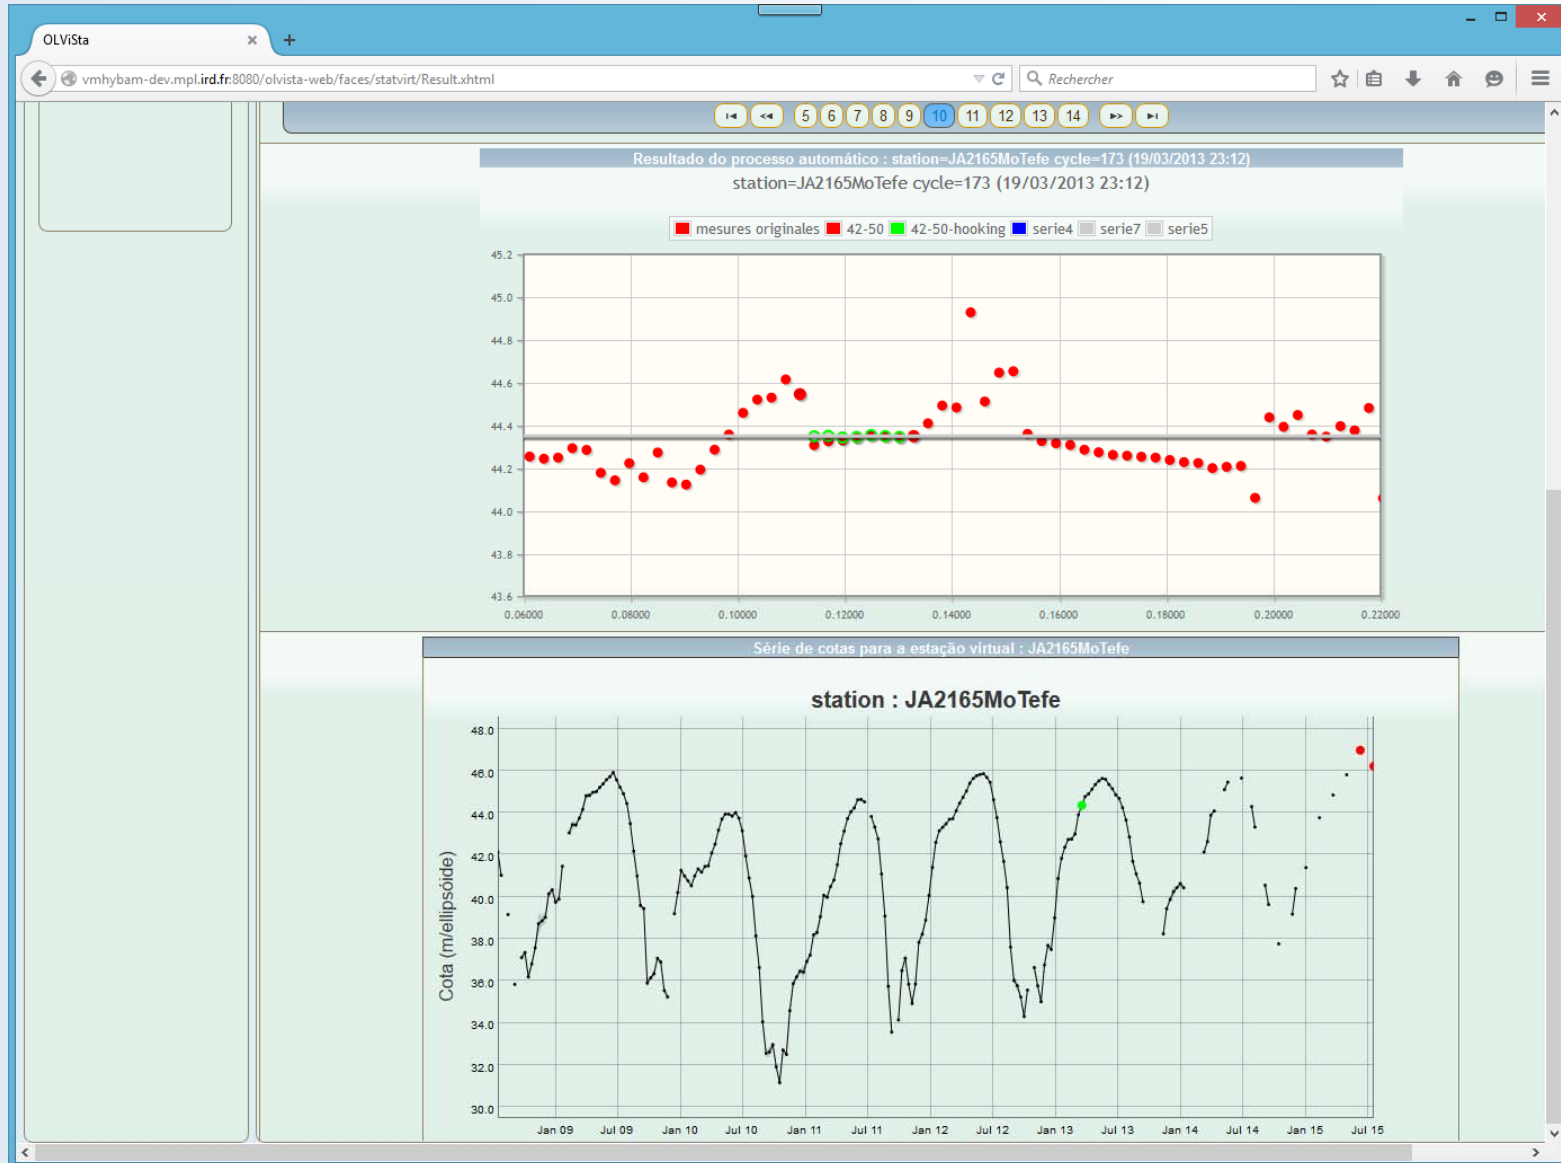 OLViSta
vmhybam-dev.mpl.ird.fr:8080/olvista-web/faces/statvirt/Result.xhtml
Rechercher
5 6 7 8 9 10 11 12 13 14
Resultado do processo automático : station=JA2165MoTefe cycle=173 (19/03/2013 23:12)
station=JA2165MoTefe cycle=173 (19/03/2013 23:12)
mesures originales 42-50 42-50-hooking serie4 serie7 serie5
45.2
45.0
44.8
44.6
44.4
44.2
44.0
43.8
43.6
0.06000 0.08000 0.10000 0.12000 0.14000 0.16000 0.18000 0.20000 0.22000
Série de cotas para a estação virtual : JA2165MoTefe
station : JA2165MoTefe
Cota (m/ellipsóide)
48.0
46.0
44.0
42.0
40.0
38.0
36.0
34.0
32.0
30.0
Jan 09 Jul 09 Jan 10 Jul 10 Jan 11 Jul 11 Jan 12 Jul 12 Jan 13 Jul 13 Jan 14 Jul 14 Jan 15 Jul 15